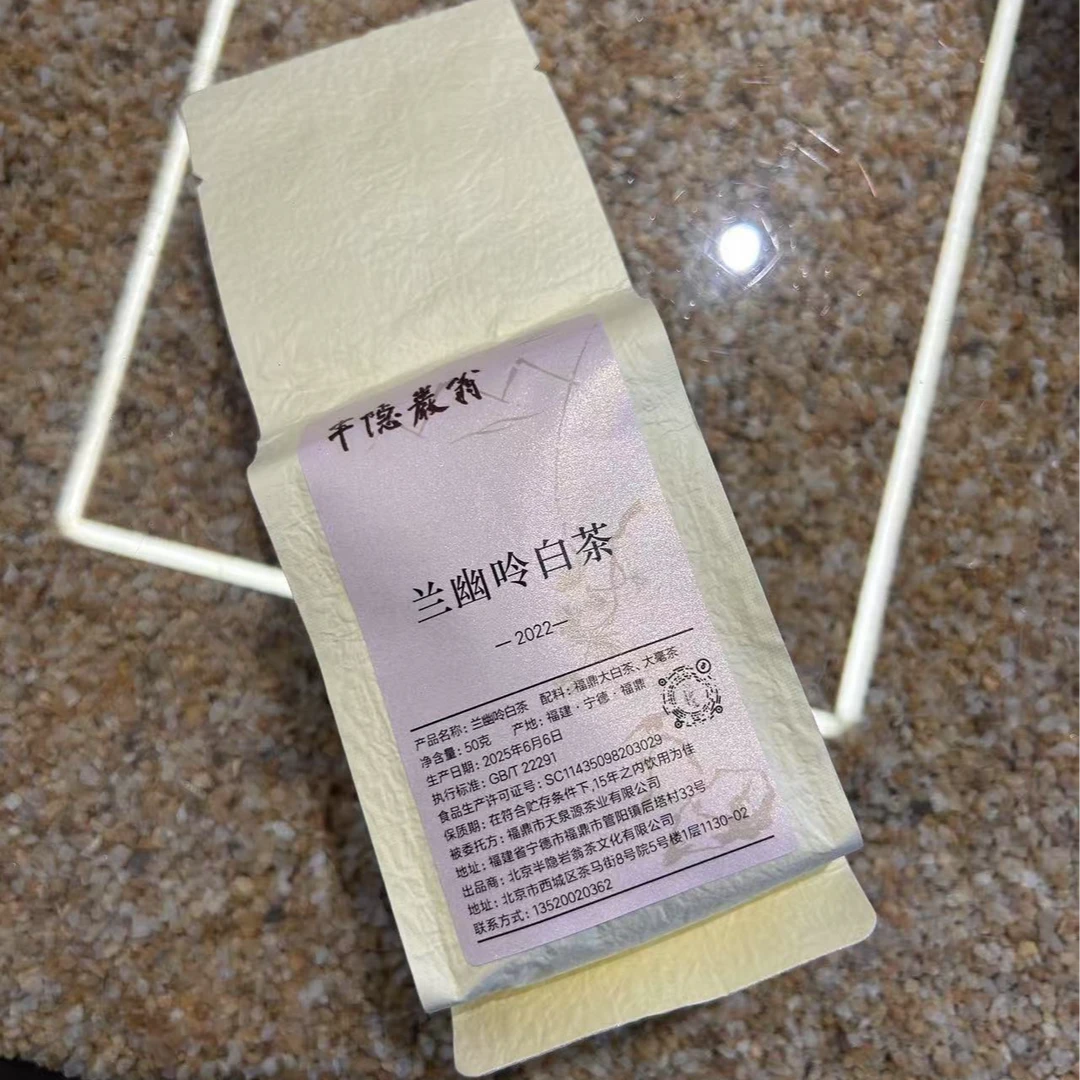 半隐巖翁
兰幽呤白茶
—2022—
产品名称：兰幽呤白茶 配料：福鼎大白茶、大毫茶
净含量：50克 产地：福建·宁德·福鼎
生产日期：2025年6月6日
执行标准：GB/T 22291
食品生产许可证号：SC11435098203029
保质期：在符合贮存条件下,15年之内饮用为佳
被委托方：福鼎市天泉源茶业有限公司
地址：福建省宁德市福鼎市管阳镇后塔村33号
出品商：北京半隐岩翁茶文化有限公司
地址：北京市西城区茶马街8号院5号楼1层1130-02
联系方式：13520020362